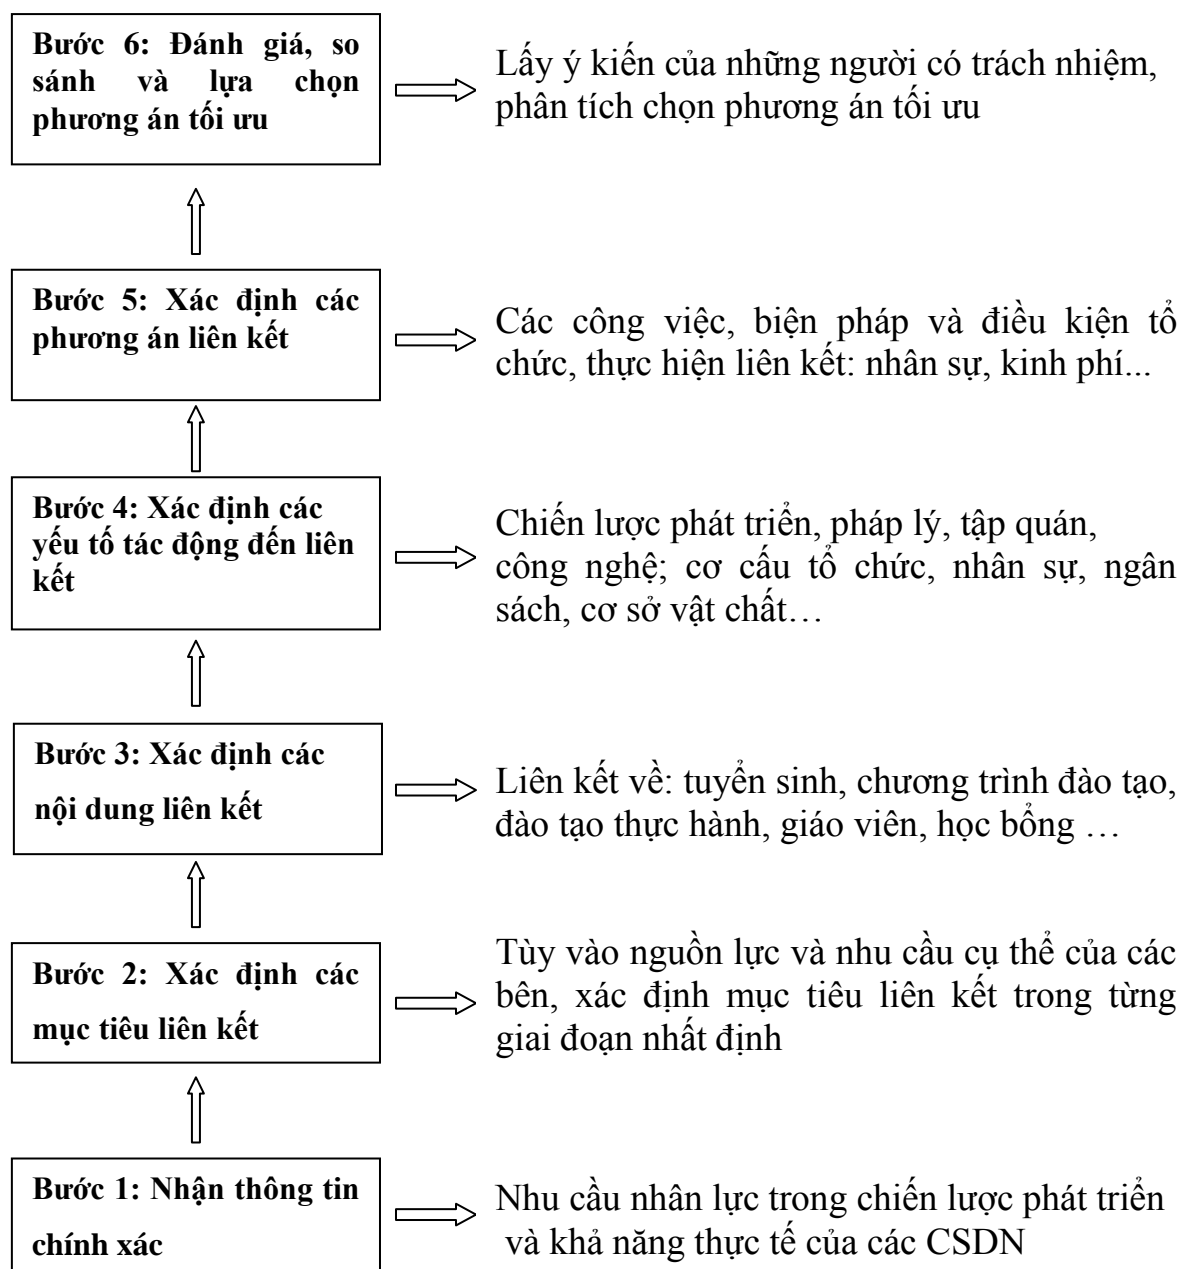 Bước 6: Đánh giá, so
sánh và lựa chọn
phương án tối ưu
Lấy ý kiến của những người có trách nhiệm,
phân tích chọn phương án tối ưu
Bước 5: Xác định các
phương án liên kết
Các công việc, biện pháp và điều kiện tổ
chức, thực hiện liên kết: nhân sự, kinh phí...
Bước 4: Xác định các
yếu tố tác động đến liên
kết
Chiến lược phát triển, pháp lý, tập quán,
công nghệ; cơ cấu tổ chức, nhân sự, ngân
sách, cơ sở vật chất…
Bước 3: Xác định các
nội dung liên kết
Liên kết về: tuyển sinh, chương trình đào tạo,
đào tạo thực hành, giáo viên, học bổng …
Bước 2: Xác định các
mục tiêu liên kết
Tùy vào nguồn lực và nhu cầu cụ thể của các
bên, xác định mục tiêu liên kết trong từng
giai đoạn nhất định
Bước 1: Nhận thông tin
chính xác
Nhu cầu nhân lực trong chiến lược phát triển
và khả năng thực tế của các CSDN